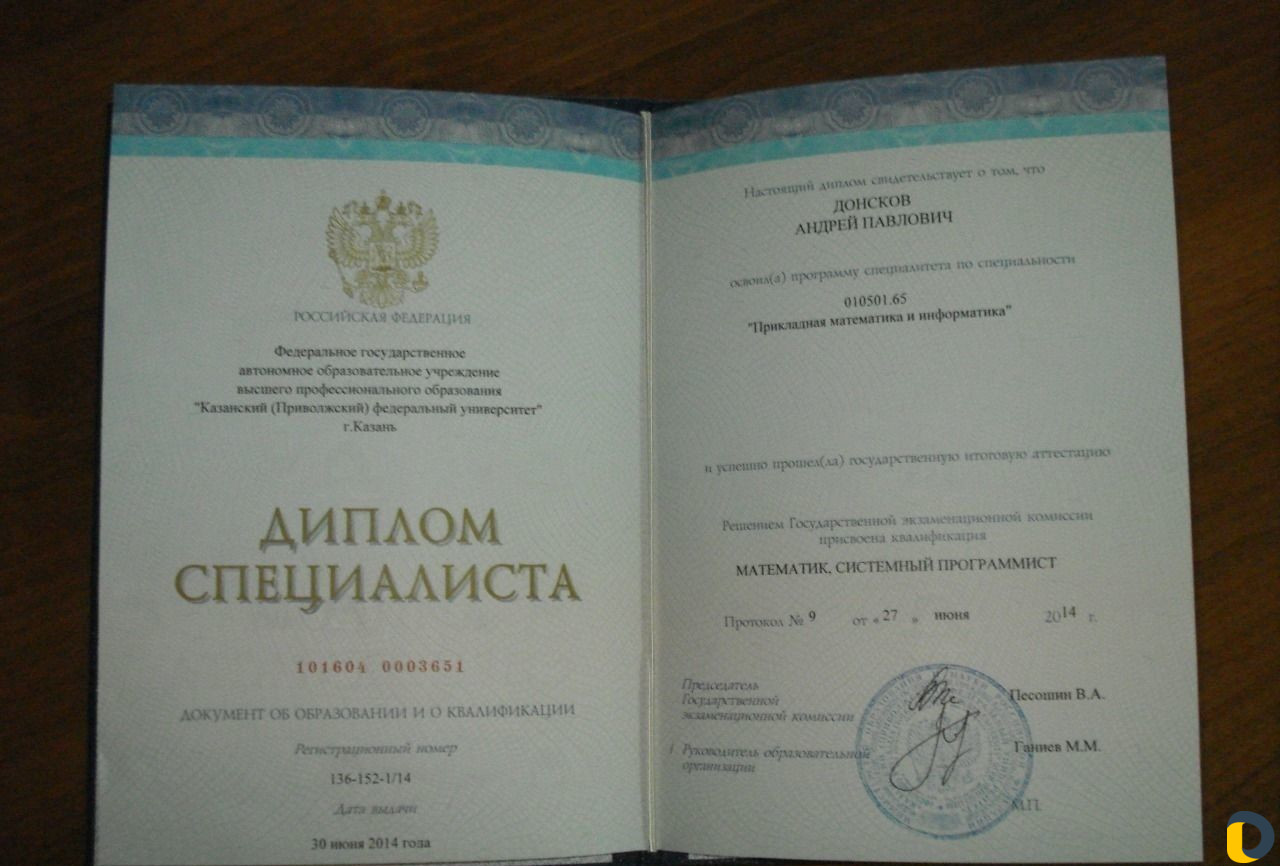 РОССИЙСКАЯ ФЕДЕРАЦИЯ
Федеральное государственное
автономное образовательное учреждение
высшего профессионального образования
"Казанский (Приволжский) федеральный университет"
г.Казань
ДИПЛОМ
СПЕЦИАЛИСТА
101604 0003651
ДОКУМЕНТ ОБ ОБРАЗОВАНИИ И О КВАЛИФИКАЦИИ
Регистрационный номер
136-152-1/14
Дата выдачи
30 июня 2014 года
Настоящий диплом свидетельствует о том, что
ДОНСКОВ
АНДРЕЙ ПАВЛОВИЧ
освоил(а) программу специалитета по специальности
010501.65
"Прикладная математика и информатика"
и успешно прошел(ла) государственную итоговую аттестацию
Решением Государственной экзаменационной комиссии
присвоена квалификация
МАТЕМАТИК, СИСТЕМНЫЙ ПРОГРАММИСТ
Протокол № 9 от « 27 » июня 2014 г.
Председатель
Государственной
экзаменационной комиссии
Песошин В.А.
Руководитель образовательной
организации
Ганиев М.М.
М.П.